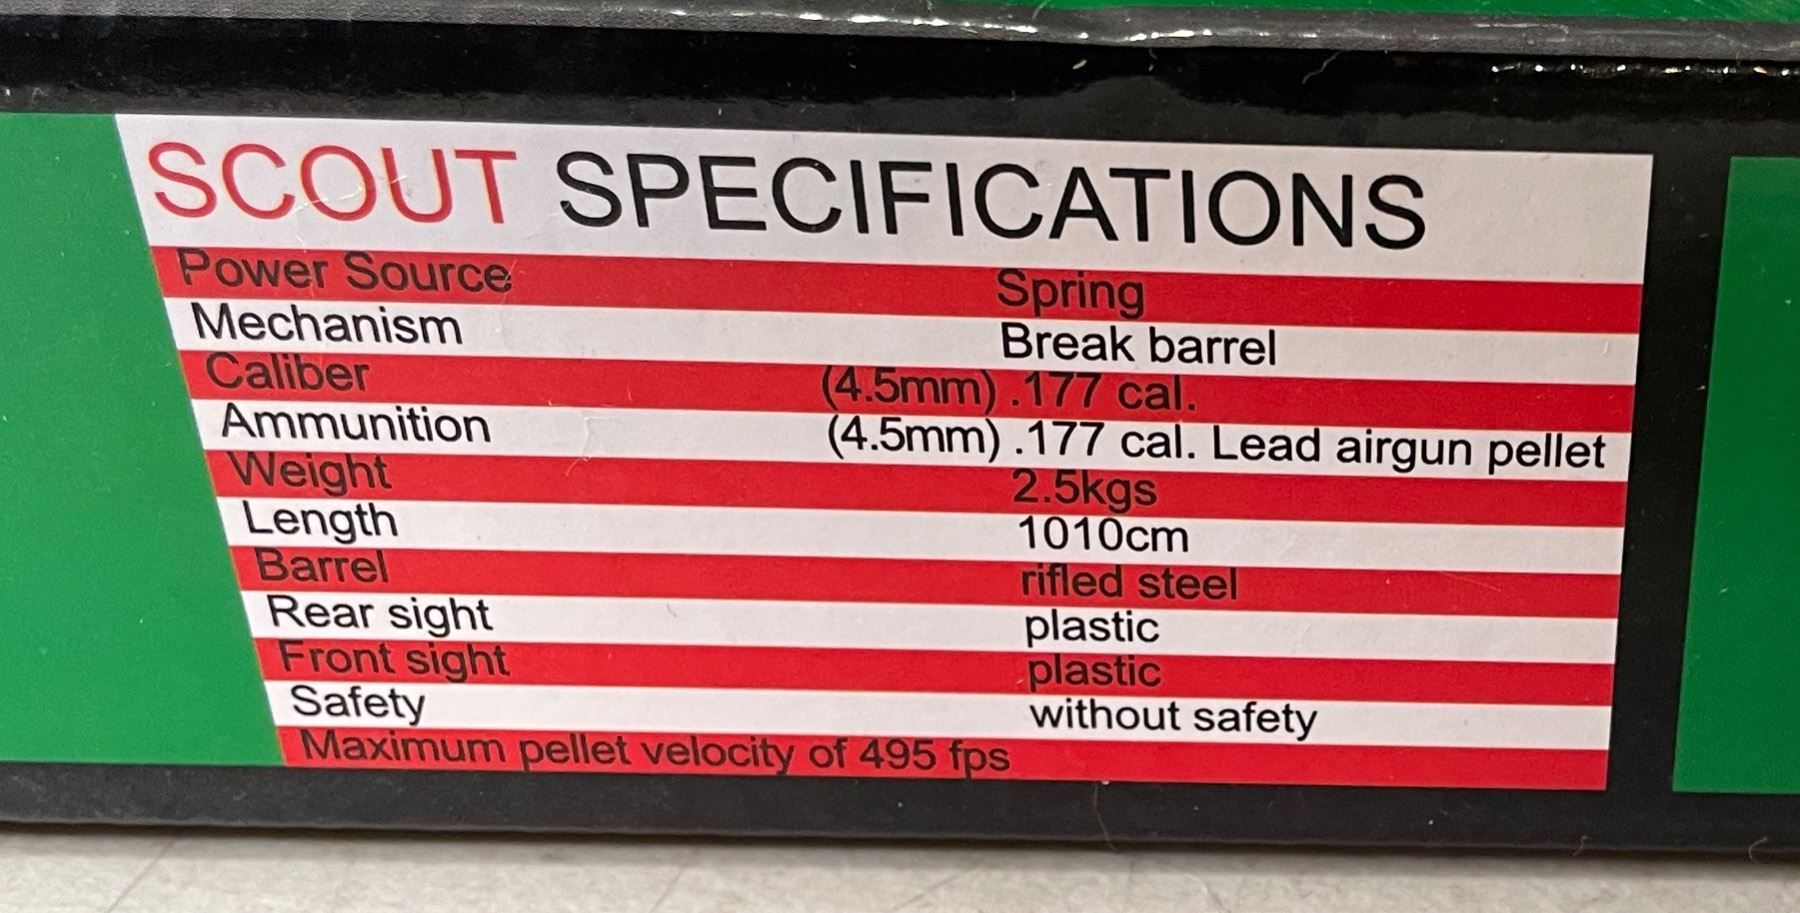 SCOUT SPECIFICATIONS
Power Source Spring
Mechanism Break barrel
Caliber (4.5mm) .177 cal.
Ammunition (4.5mm) .177 cal. Lead airgun pellet
Weight 2.5kgs
Length 1010cm
Barrel rifled steel
Rear sight plastic
Front sight plastic
Safety without safety
Maximum pellet velocity of 495 fps